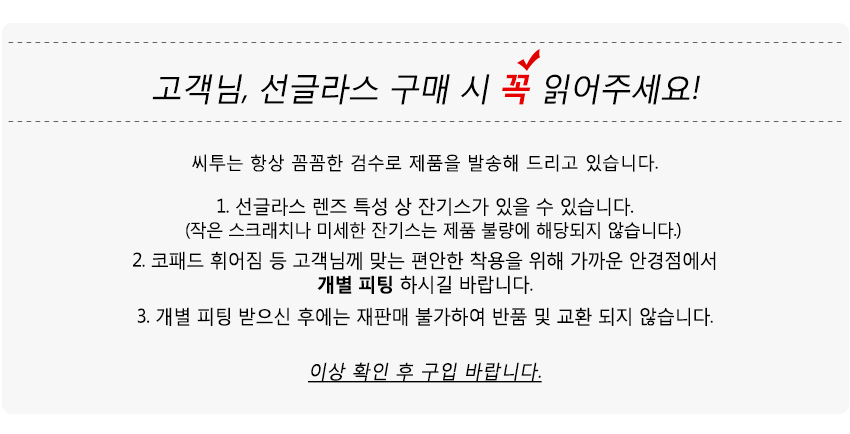 고객님, 선글라스 구매 시 꼭 읽어주세요!
씨투는 항상 꼼꼼한 검수로 제품을 발송해 드리고 있습니다.
1. 선글라스 렌즈 특성 상 잔기스가 있을 수 있습니다.
(작은 스크래치나 미세한 잔기스는 제품 불량에 해당되지 않습니다.)
2. 코패드 휘어짐 등 고객님께 맞는 편안한 착용을 위해 가까운 안경점에서
개별 피팅 하시길 바랍니다.
3. 개별 피팅 받으신 후에는 재판매 불가하여 반품 및 교환 되지 않습니다.
이상 확인 후 구입 바랍니다.